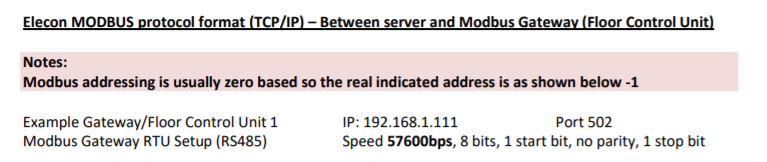 Elecon MODBUS protocol format (TCP/IP) – Between server and Modbus Gateway (Floor Control Unit)
Notes:
Modbus addressing is usually zero based so the real indicated address is as shown below -1
Example Gateway/Floor Control Unit 1 IP: 192.168.1.111 Port 502
Modbus Gateway RTU Setup (RS485) Speed 57600bps, 8 bits, 1 start bit, no parity, 1 stop bit